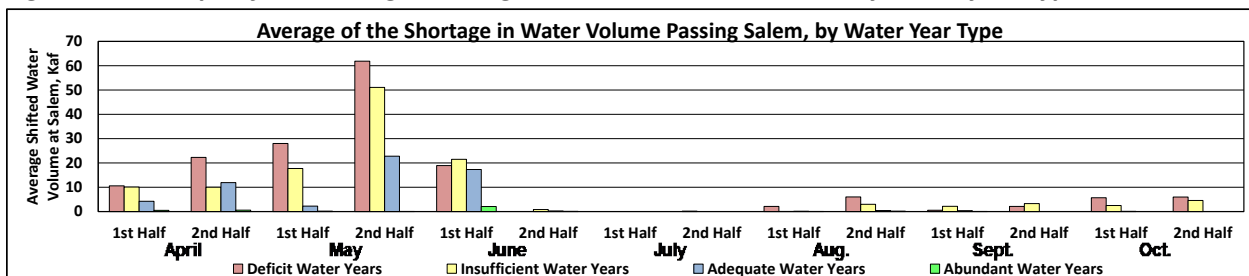 Average of the Shortage in Water Volume Passing Salem, by Water Year Type
Average Shifted Water
Volume at Salem, Kaf
70
60
50
40
30
20
10
0
1st Half 2nd Half 1st Half 2nd Half 1st Half 2nd Half 1st Half 2nd Half 1st Half 2nd Half 1st Half 2nd Half 1st Half 2nd Half
April May June July Aug. Sept. Oct.
Deficit Water Years Insufficient Water Years Adequate Water Years Abundant Water Years